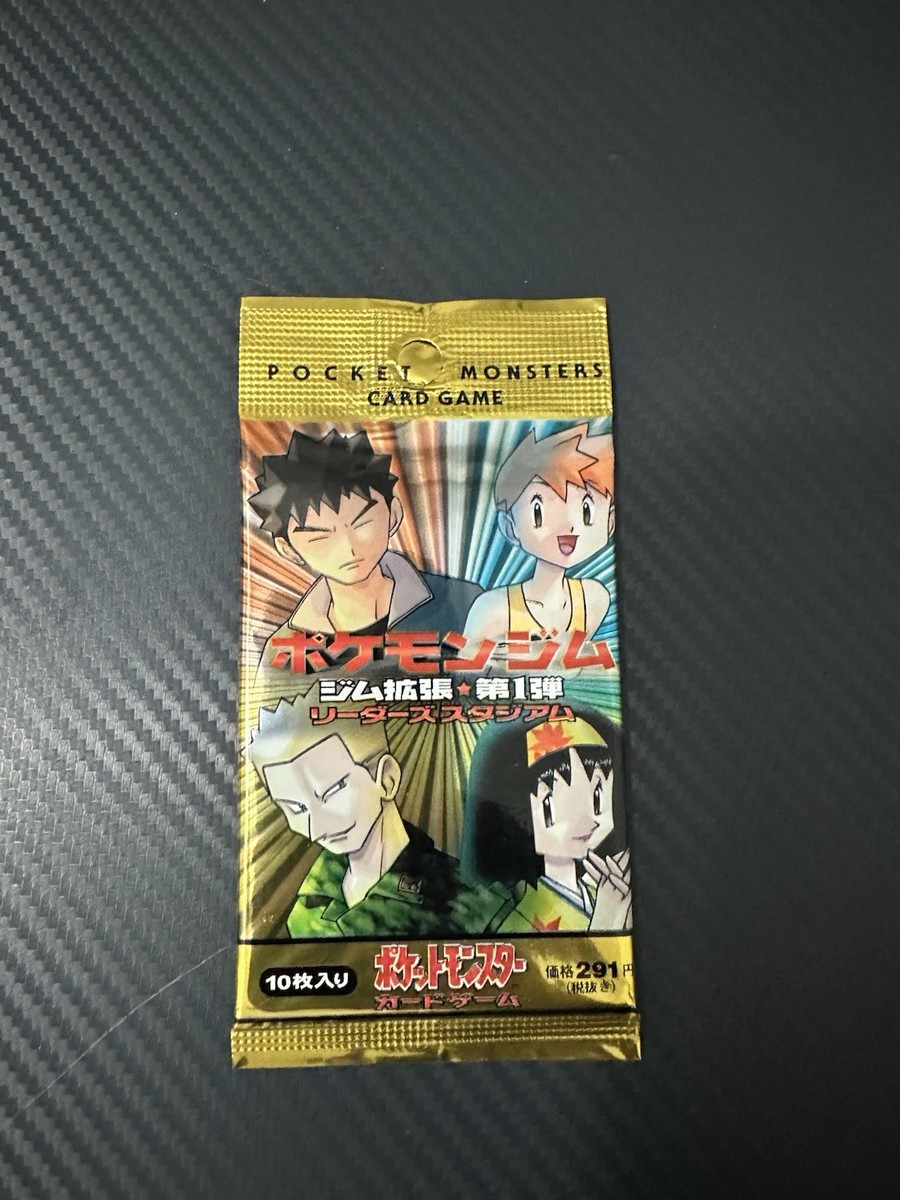 POCKET MONSTERS
CARD GAME
ポケモンジム
ジム拡張★第1弾
リーダーズスタジアム
10枚入り
ポケットモンスター
カードゲーム
価格291円
(税抜き)